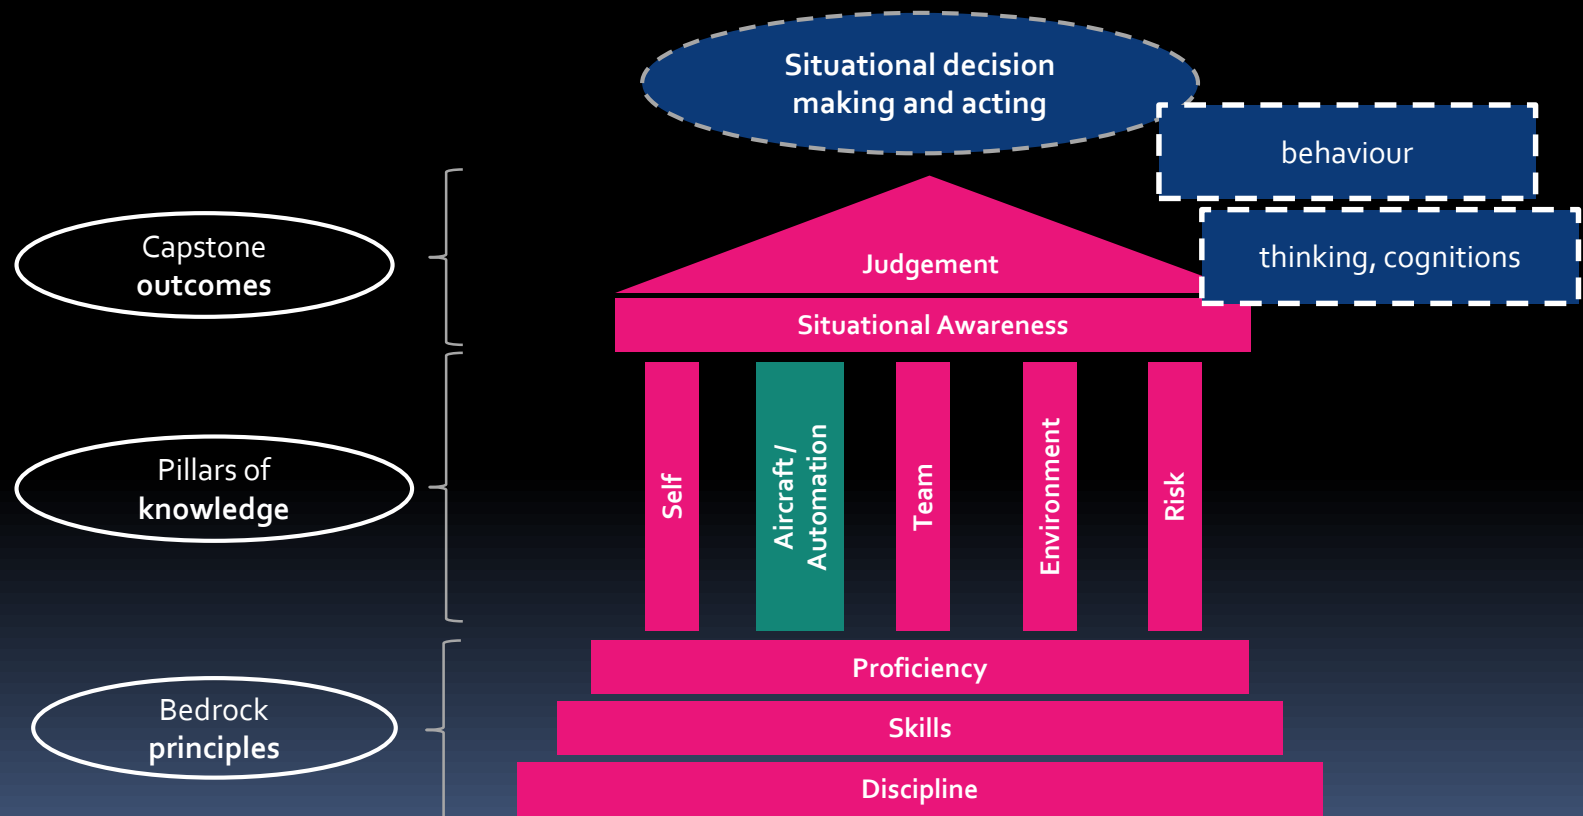 Situational decision
making and acting
behaviour
thinking, cognitions
Capstone
outcomes
Judgement
Situational Awareness
Pillars of
knowledge
Self
Aircraft /
Automation
Team
Environment
Risk
Bedrock
principles
Proficiency
Skills
Discipline